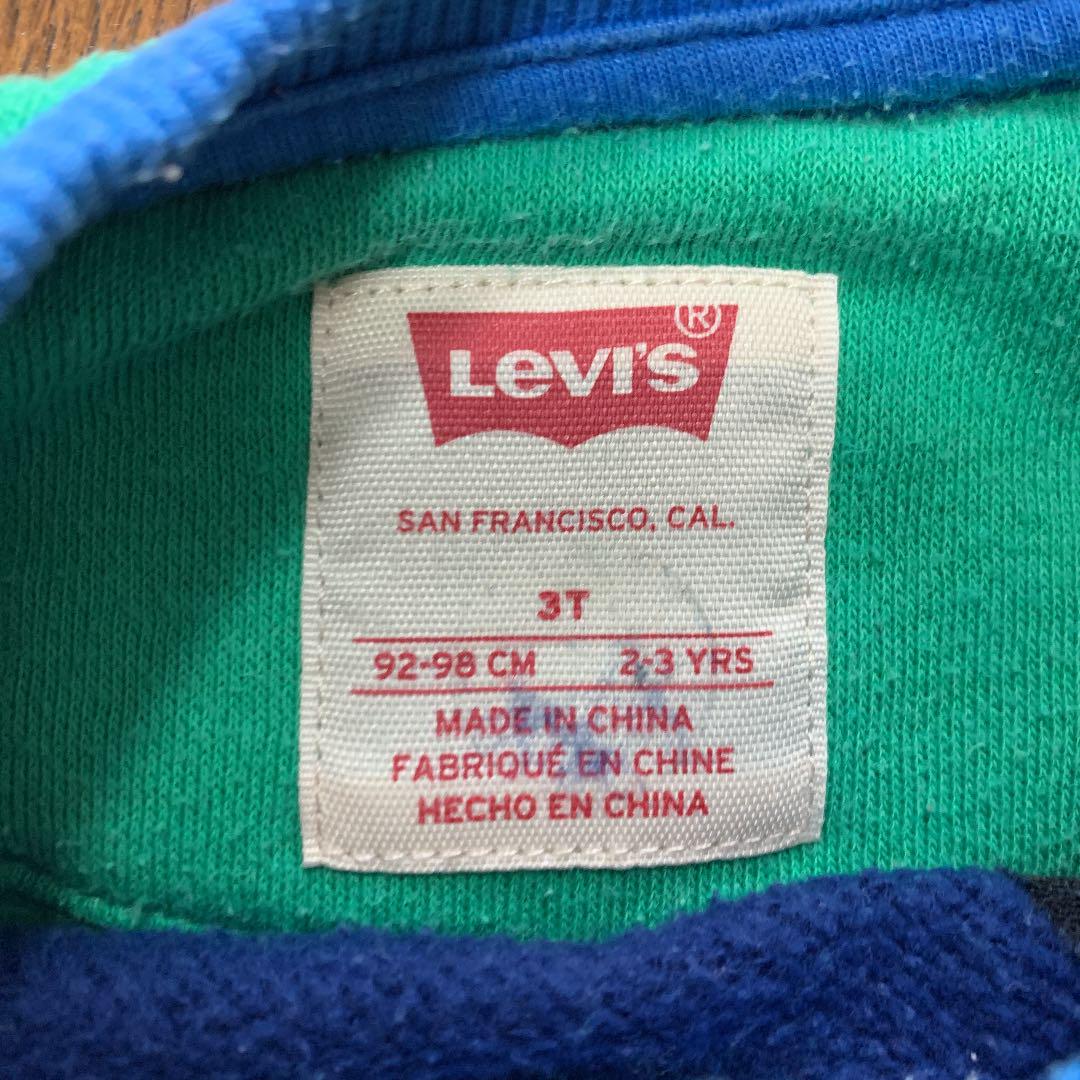 LEVI'S®
SAN FRANCISCO, CAL.
3T
92-98 CM 2-3 YRS
MADE IN CHINA
FABRIQUÉ EN CHINE
HECHO EN CHINA